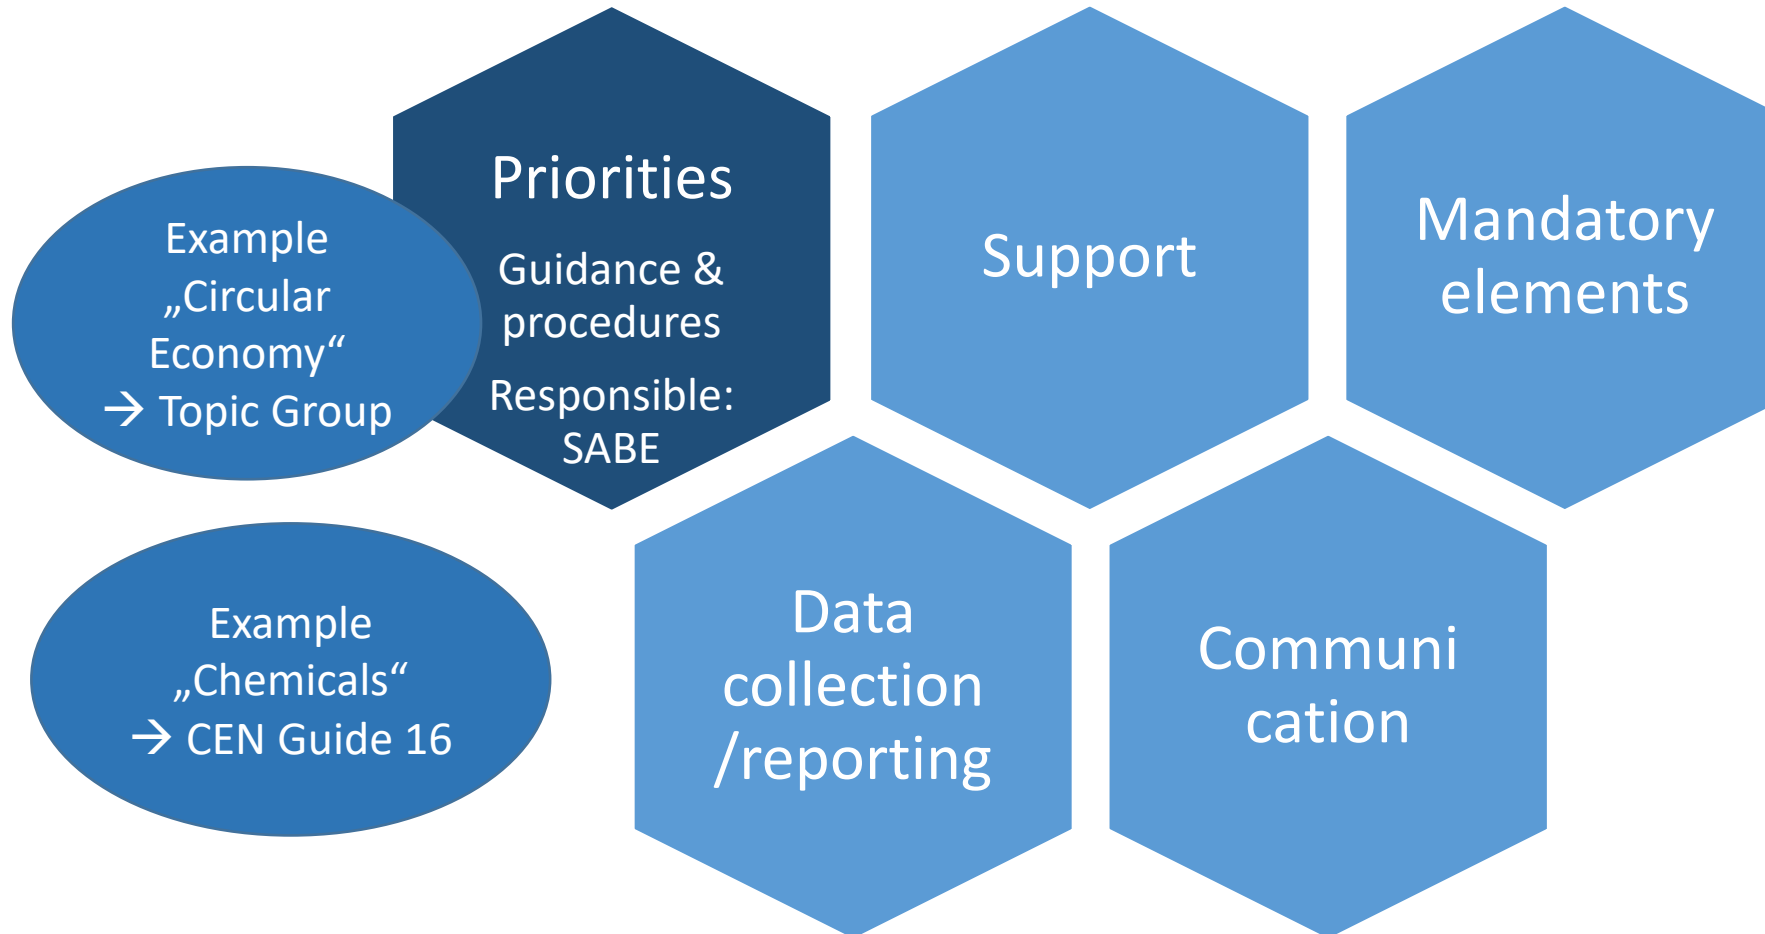 Priorities
Guidance &
procedures
Responsible:
SABE
Example
„Circular
Economy“
→ Topic Group
Support
Mandatory
elements
Example
„Chemicals“
→ CEN Guide 16
Data
collection
/reporting
Communi
cation